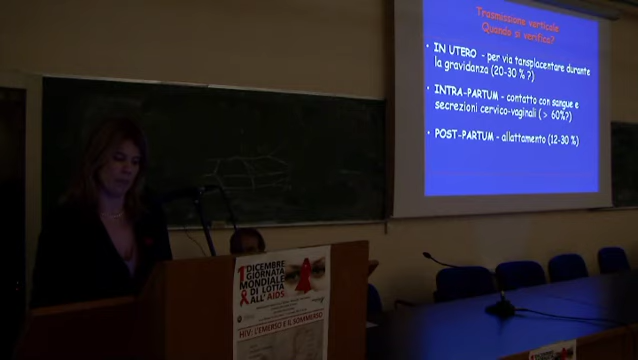 Trasmissione verticale
Quando si verifica?
• IN UTERO - per via tansplacentare durante
la gravidanza (20-30 % ?)
• INTRA-PARTUM - contatto con sangue e
secrezioni cervico-vaginali (> 60%?)
• POST-PARTUM - allattamento (12-30 %)
1 DICEMBRE
GIORNATA
MONDIALE
DI LOTTA
ALL'AIDS
HIV: L'EMERSO E IL SOMMERSO